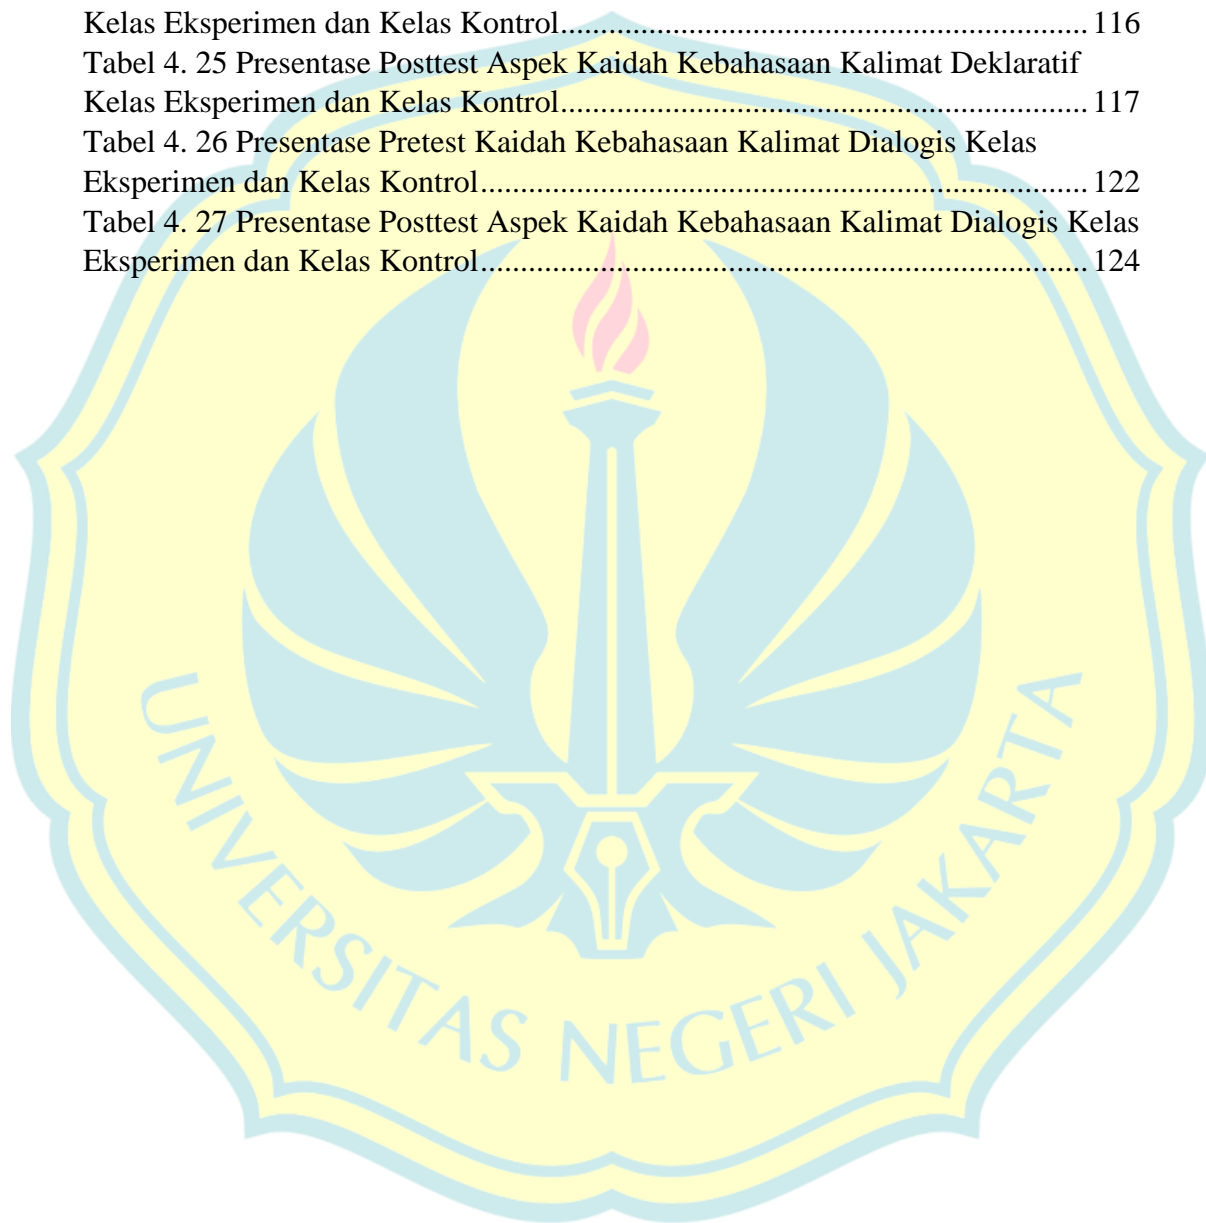 Kelas Eksperimen dan Kelas Kontrol.................................................................. 116
Tabel 4. 25 Presentase Posttest Aspek Kaidah Kebahasaan Kalimat Deklaratif
Kelas Eksperimen dan Kelas Kontrol.................................................................. 117
Tabel 4. 26 Presentase Pretest Kaidah Kebahasaan Kalimat Dialogis Kelas
Eksperimen dan Kelas Kontrol............................................................................ 122
Tabel 4. 27 Presentase Posttest Aspek Kaidah Kebahasaan Kalimat Dialogis Kelas
Eksperimen dan Kelas Kontrol............................................................................ 124
UNIVERSITAS NEGERI JAKARTA